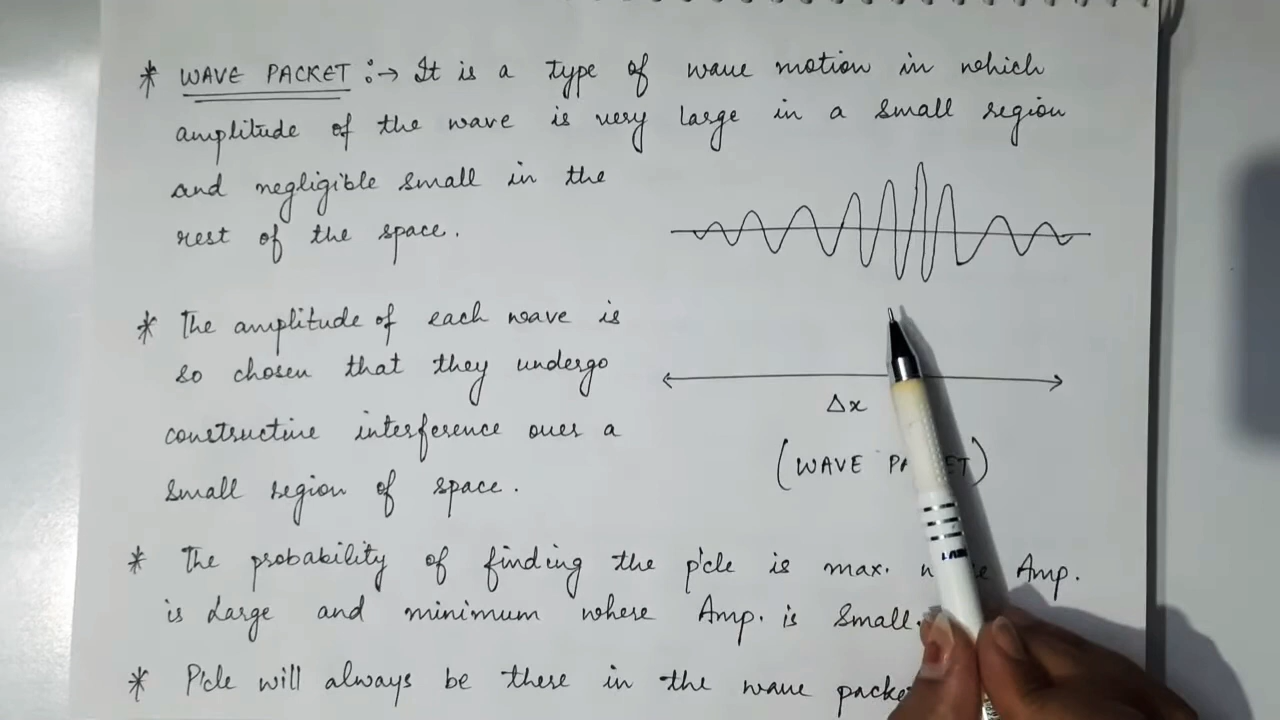 * WAVE PACKET :→ It is a type of wave motion in which
amplitude of the wave is very large in a small region
and negligible small in the
rest of the space.
* The amplitude of each wave is
so chosen that they undergo
constructive interference over a
small region of space.
Δx
(WAVE PACKET)
* The probability of finding the p'cle is max. Amp.
is Large and minimum where Amp. is Small.
* P'cle will always be there in the wave packet